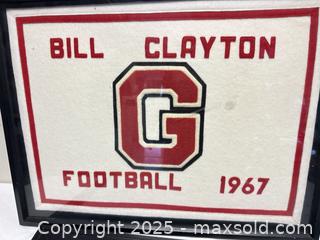 BILL CLAYTON
G
FOOTBALL 1967
Copyright © 2025 - maxsold.com